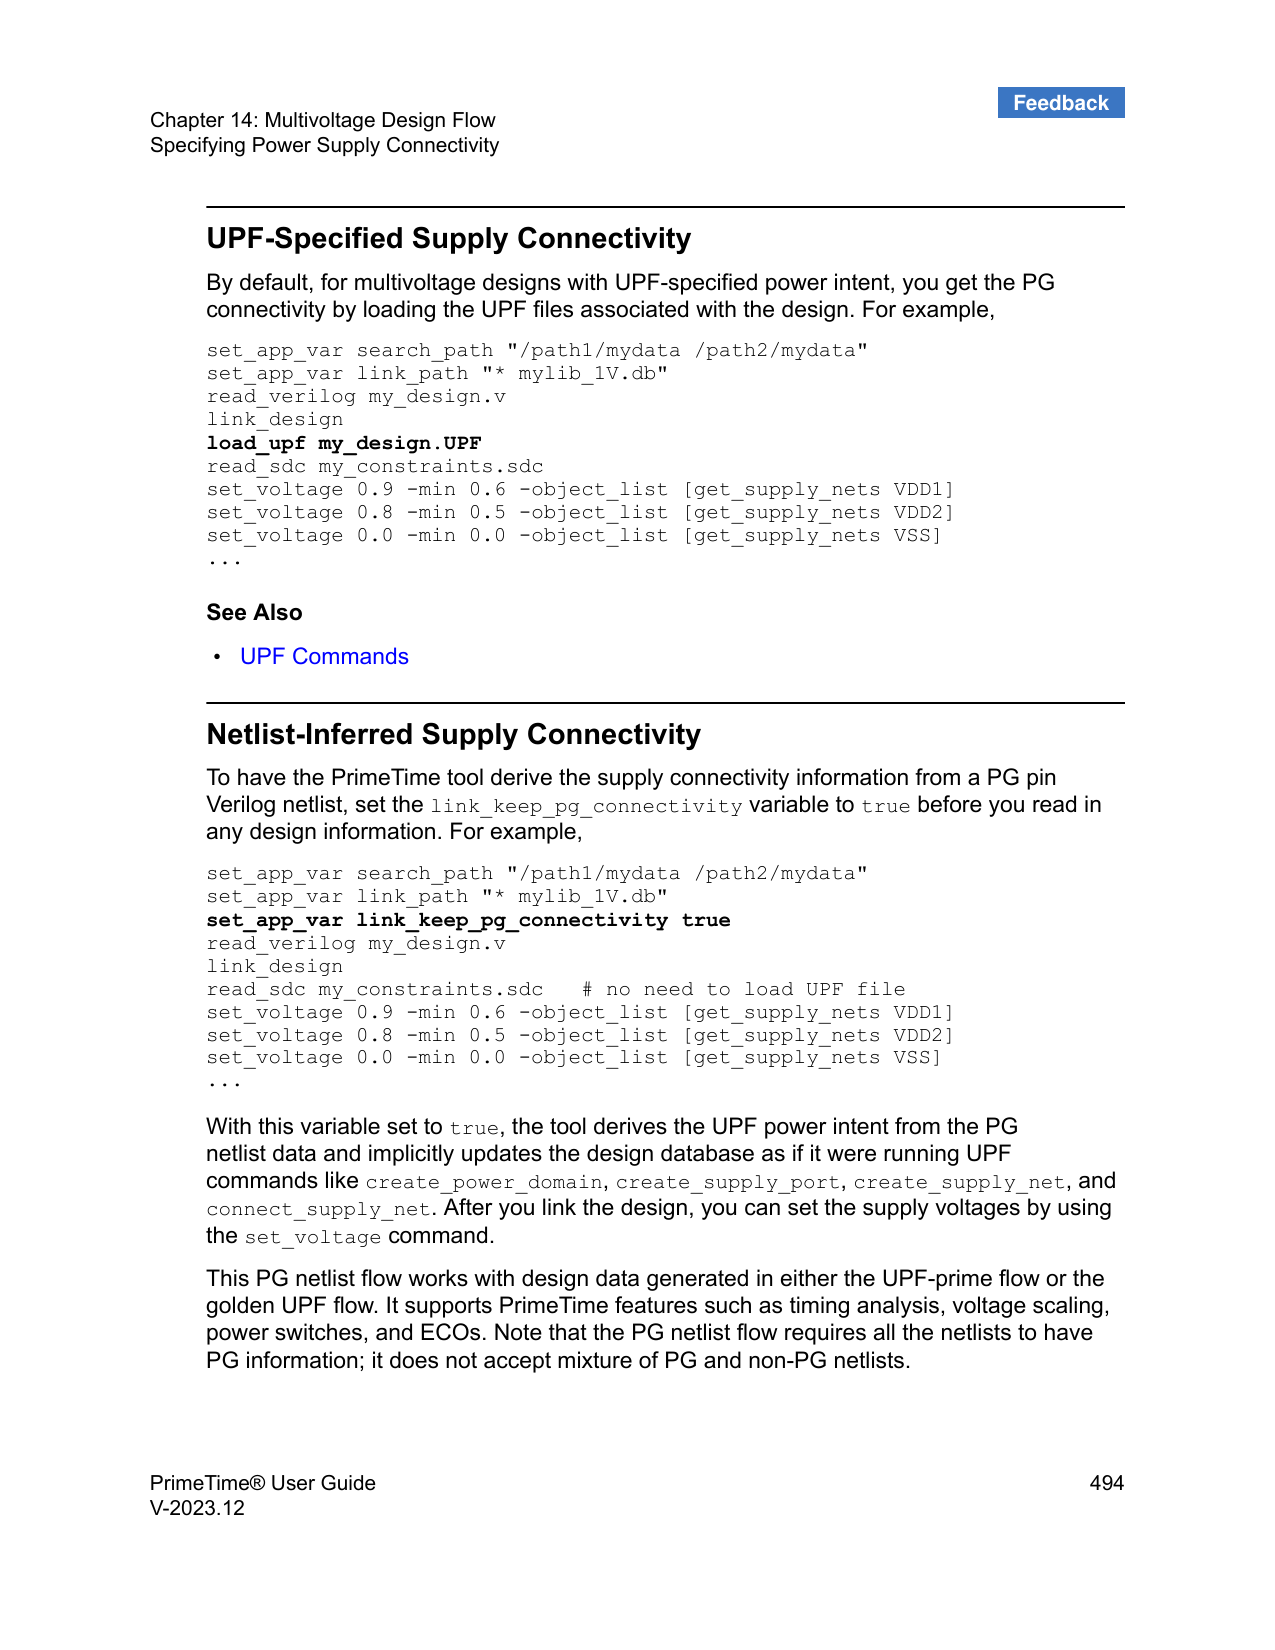 Feedback
Chapter 14: Multivoltage Design Flow
Specifying Power Supply Connectivity
UPF-Specified Supply Connectivity
By default, for multivoltage designs with UPF-specified power intent, you get the PG
connectivity by loading the UPF files associated with the design. For example,
set_app_var search_path "/path1/mydata /path2/mydata"
set_app_var link_path "* mylib_1V.db"
read_verilog my_design.v
link_design
load_upf my_design.UPF
read_sdc my_constraints.sdc
set_voltage 0.9 -min 0.6 -object_list [get_supply_nets VDD1]
set_voltage 0.8 -min 0.5 -object_list [get_supply_nets VDD2]
set_voltage 0.0 -min 0.0 -object_list [get_supply_nets VSS]
...
See Also
• UPF Commands
Netlist-Inferred Supply Connectivity
To have the PrimeTime tool derive the supply connectivity information from a PG pin
Verilog netlist, set the link_keep_pg_connectivity variable to true before you read in
any design information. For example,
set_app_var search_path "/path1/mydata /path2/mydata"
set_app_var link_path "* mylib_1V.db"
set_app_var link_keep_pg_connectivity true
read_verilog my_design.v
link_design
read_sdc my_constraints.sdc   # no need to load UPF file
set_voltage 0.9 -min 0.6 -object_list [get_supply_nets VDD1]
set_voltage 0.8 -min 0.5 -object_list [get_supply_nets VDD2]
set_voltage 0.0 -min 0.0 -object_list [get_supply_nets VSS]
...
With this variable set to true, the tool derives the UPF power intent from the PG
netlist data and implicitly updates the design database as if it were running UPF
commands like create_power_domain, create_supply_port, create_supply_net, and
connect_supply_net. After you link the design, you can set the supply voltages by using
the set_voltage command.
This PG netlist flow works with design data generated in either the UPF-prime flow or the
golden UPF flow. It supports PrimeTime features such as timing analysis, voltage scaling,
power switches, and ECOs. Note that the PG netlist flow requires all the netlists to have
PG information; it does not accept mixture of PG and non-PG netlists.
PrimeTime® User Guide 494
V-2023.12